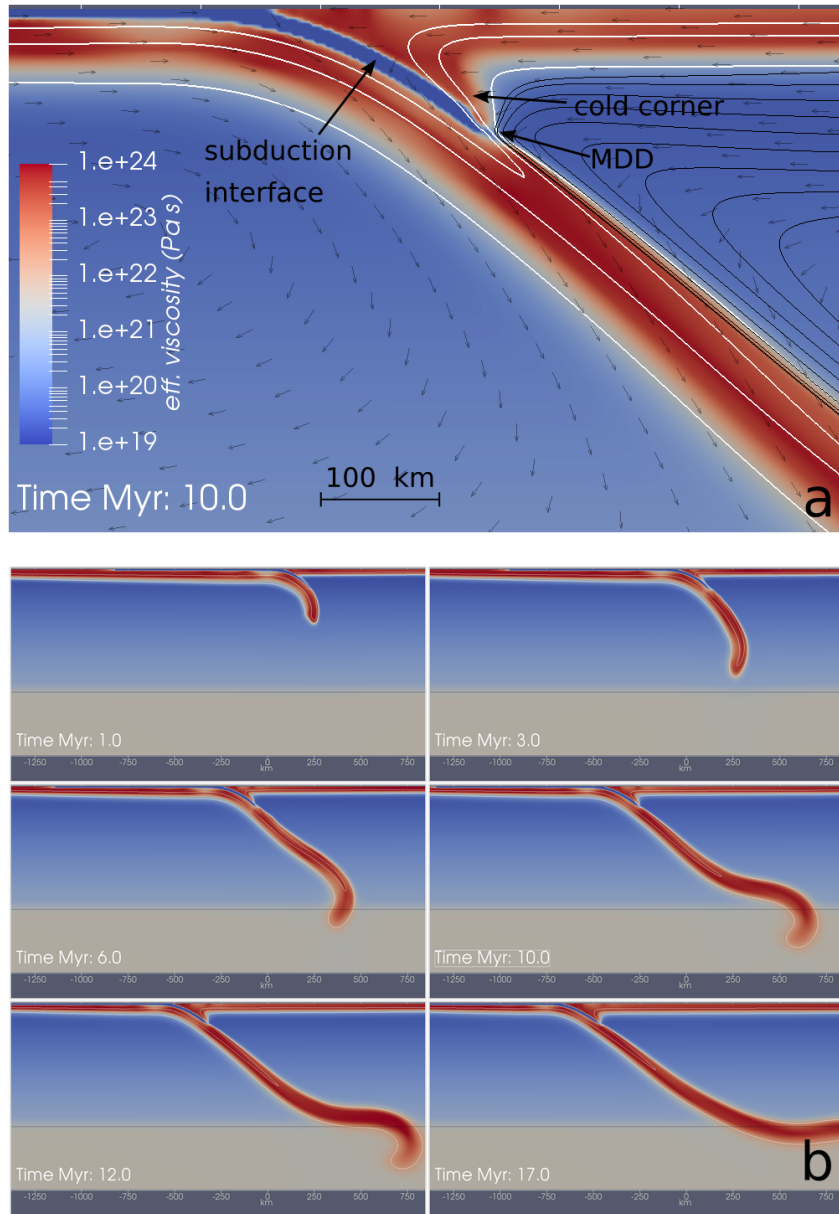 subduction
interface
cold corner
MDD
1.e+24
1.e+23
1.e+22
1.e+21
1.e+20
1.e+19
eff. viscosity (Pa s)
100 km
Time Myr: 10.0
a
Time Myr: 1.0
-1250 -1000 -750 -500 -250 0 250 500 750
km
Time Myr: 3.0
-1250 -1000 -750 -500 -250 0 250 500 750
km
Time Myr: 6.0
-1250 -1000 -750 -500 -250 0 250 500 750
km
Time Myr: 10.0
-1250 -1000 -750 -500 -250 0 250 500 750
km
Time Myr: 12.0
-1250 -1000 -750 -500 -250 0 250 500 750
km
Time Myr: 17.0
-1250 -1000 -750 -500 -250 0 250 500 750
km
b